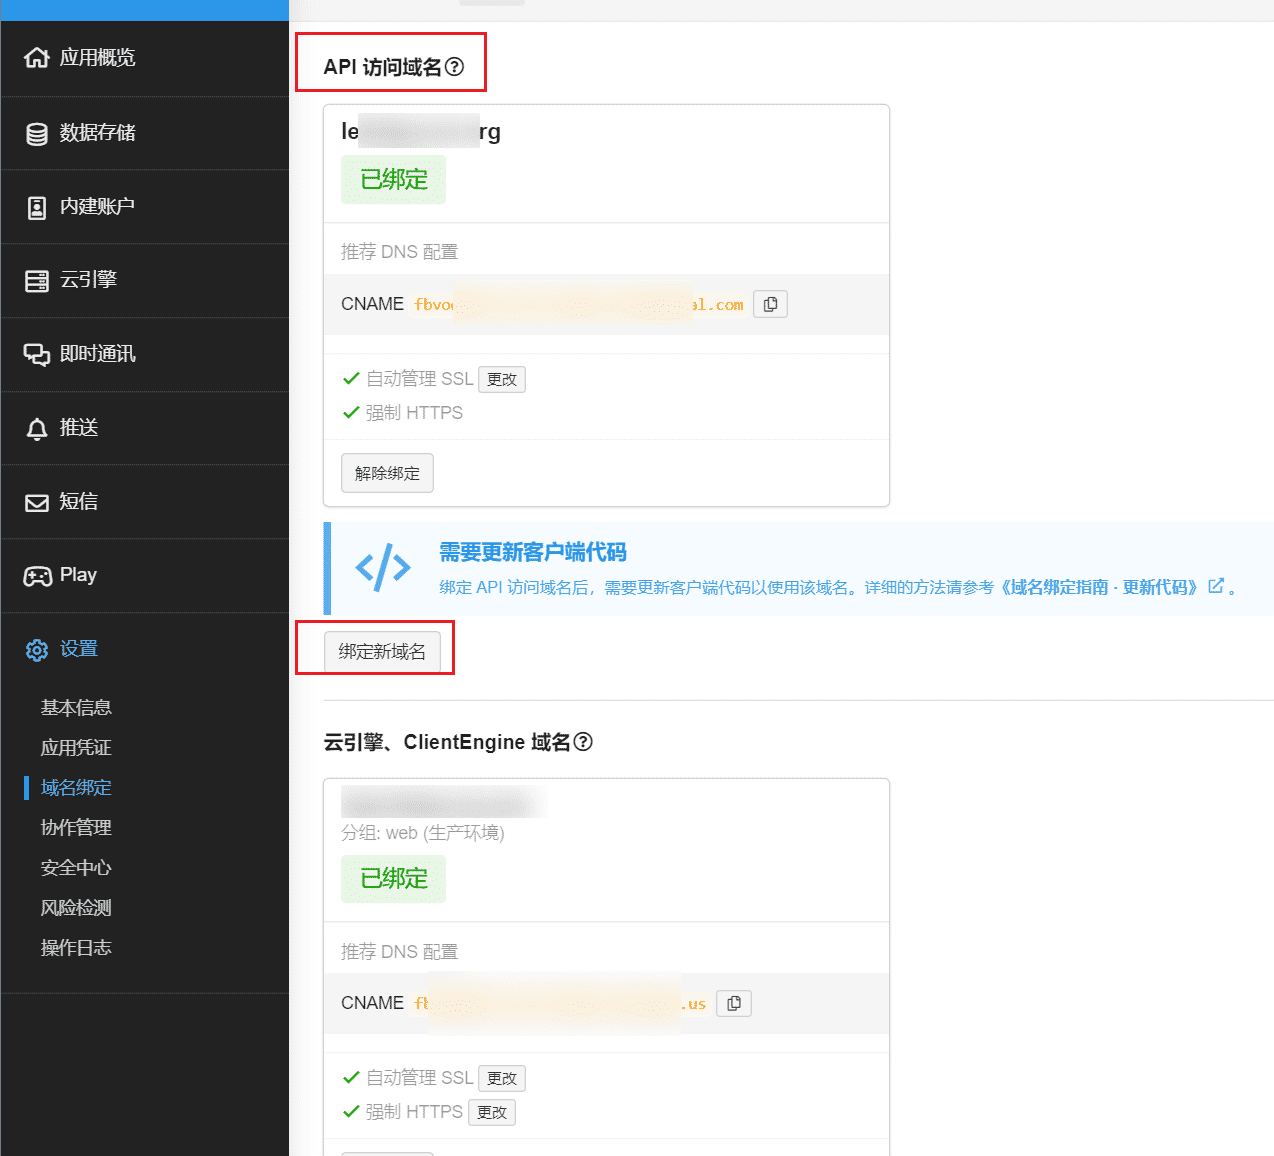 应用概览
数据存储
内建账户
云引擎
即时通讯
推送
短信
Play
设置
基本信息
应用凭证
域名绑定
协作管理
安全中心
风险检测
操作日志
API 访问域名
le
rg
已绑定
推荐 DNS 配置
CNAME fbvo
al.com
自动管理 SSL 更改
强制 HTTPS
解除绑定
需要更新客户端代码
绑定 API 访问域名后，需要更新客户端代码以使用该域名。详细的方法请参考《域名绑定指南 · 更新代码》 。
绑定新域名
云引擎、ClientEngine 域名
分组: web (生产环境)
已绑定
推荐 DNS 配置
CNAME fb
.us
自动管理 SSL 更改
强制 HTTPS 更改